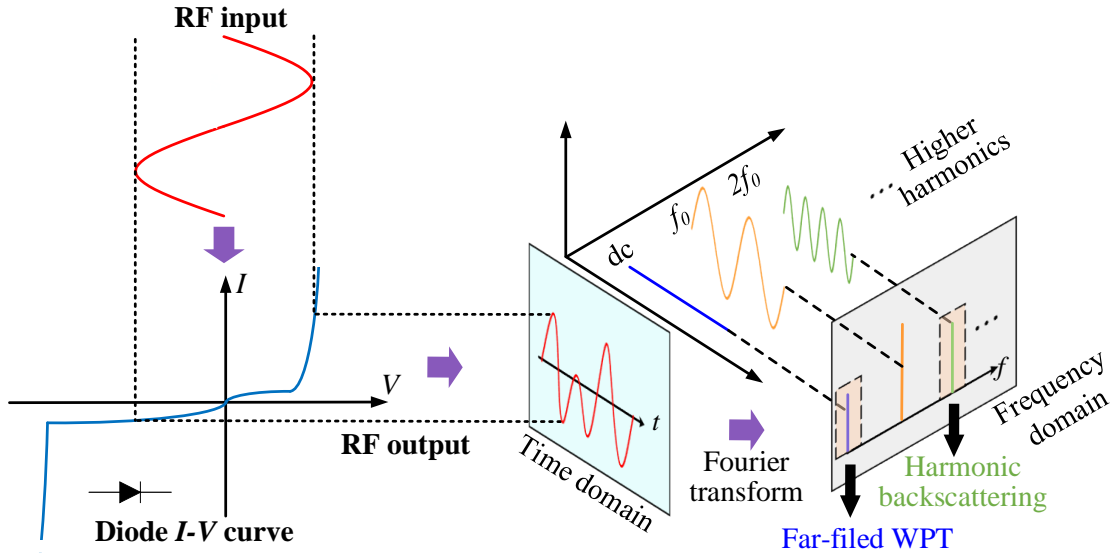 RF input
I
V
RF output
Diode I-V curve
dc
f₀
2f₀
Higher
harmonics
...
...
t
Time domain
Fourier
transform
f
Frequency
domain
Harmonic
backscattering
Far-filed WPT